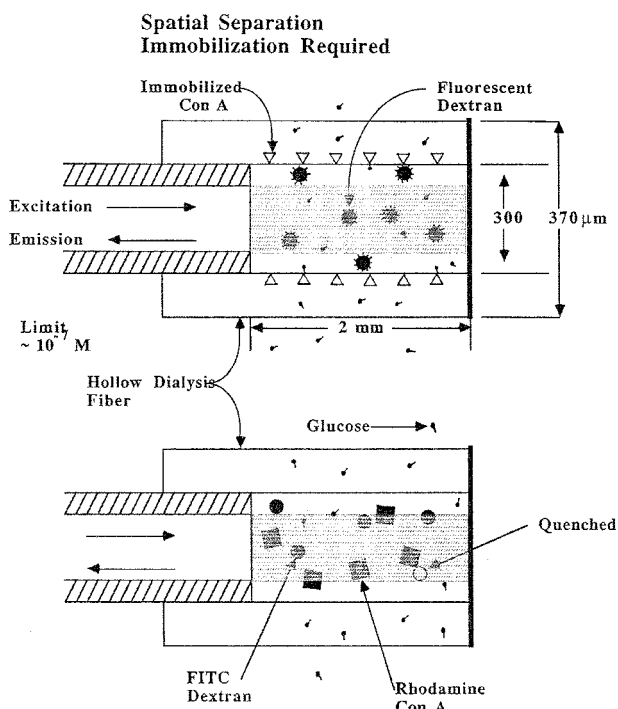 Spatial Separation
Immobilization Required
Immobilized
Con A
Fluorescent
Dextran
Excitation
Emission
300
370 µm
Limit
~ 10⁻⁷ M
2 mm
Hollow Dialysis
Fiber
Glucose
Quenched
FITC
Dextran
Rhodamine
Con A